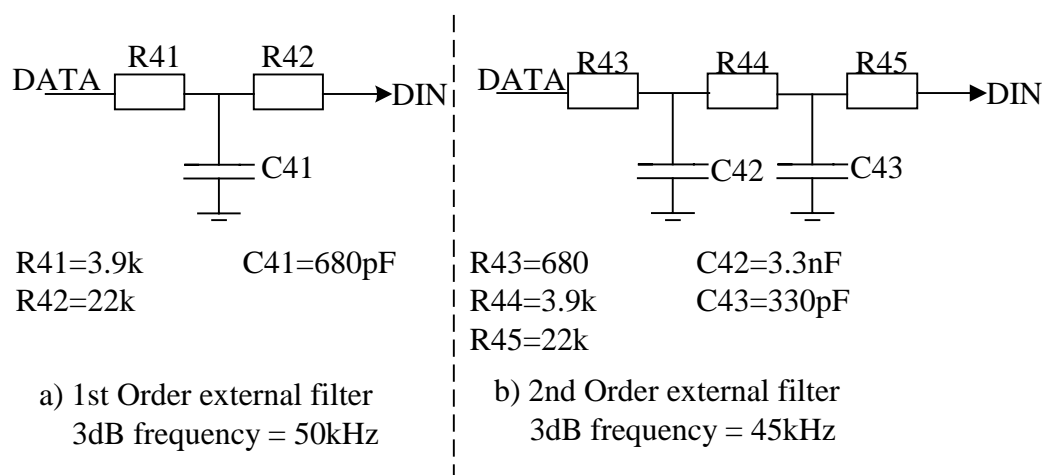 R41 R42
DATA DIN
C41
R41=3.9k C41=680pF
R42=22k
a) 1st Order external filter
3dB frequency = 50kHz
R43 R44 R45
DATA DIN
C42 C43
R43=680 C42=3.3nF
R44=3.9k C43=330pF
R45=22k
b) 2nd Order external filter
3dB frequency = 45kHz